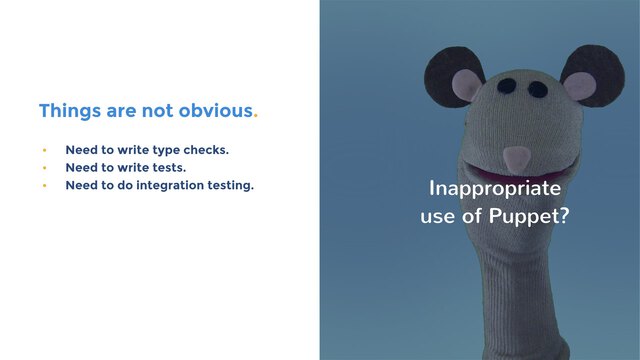 Things are not obvious.
• Need to write type checks.
• Need to write tests.
• Need to do integration testing.
Inappropriate
use of Puppet?